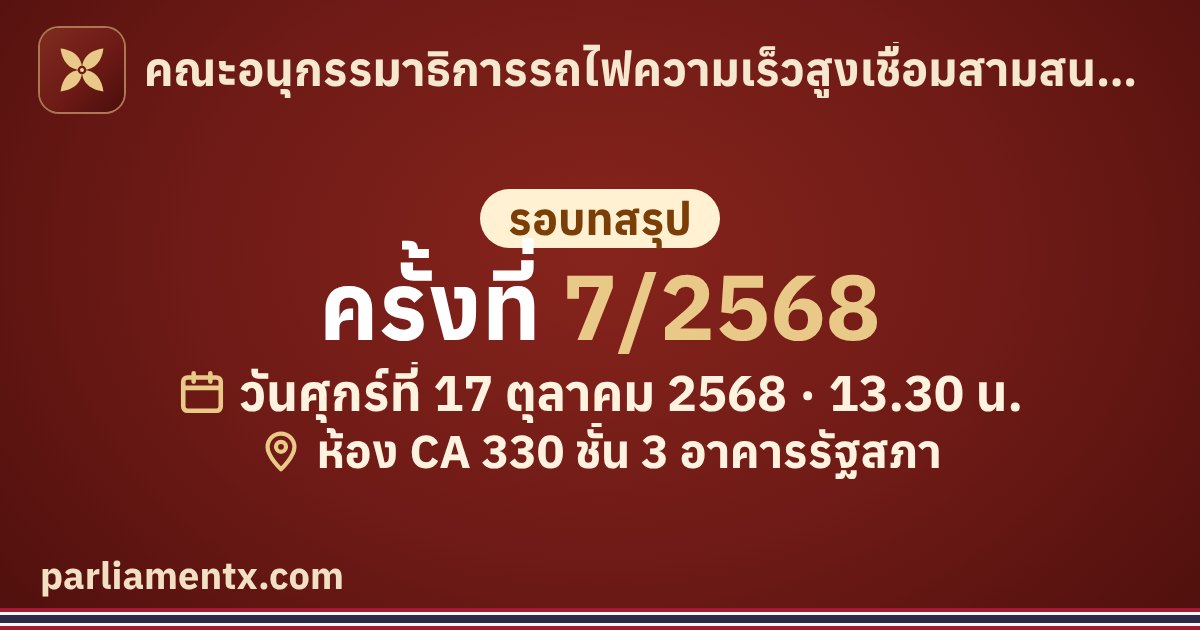 คณะอนุกรรมาธิการรถไฟความเร็วสูงเชื่อมสามสน...
รอบทสรุป
ครั้งที่ 7/2568
วันศุกร์ที่ 17 ตุลาคม 2568 · 13.30 น.
ห้อง CA 330 ชั้น 3 อาคารรัฐสภา
parliamentx.com